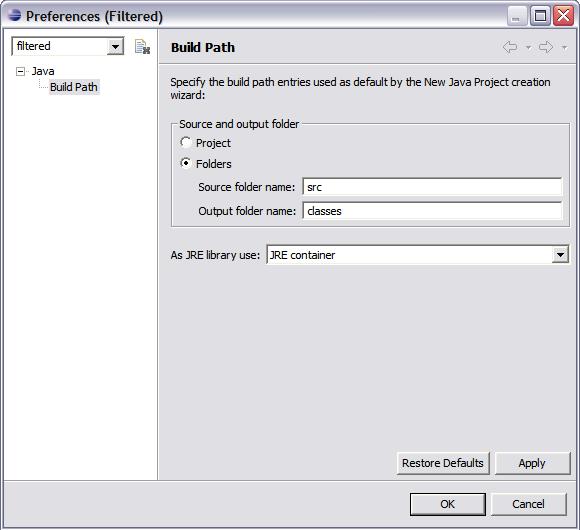 Preferences (Filtered)
filtered
Build Path
Java
Build Path
Specify the build path entries used as default by the New Java Project creation
wizard:
Source and output folder
Project
Folders
Source folder name: src
Output folder name: classes
As JRE library use: JRE container
Restore Defaults Apply
OK Cancel